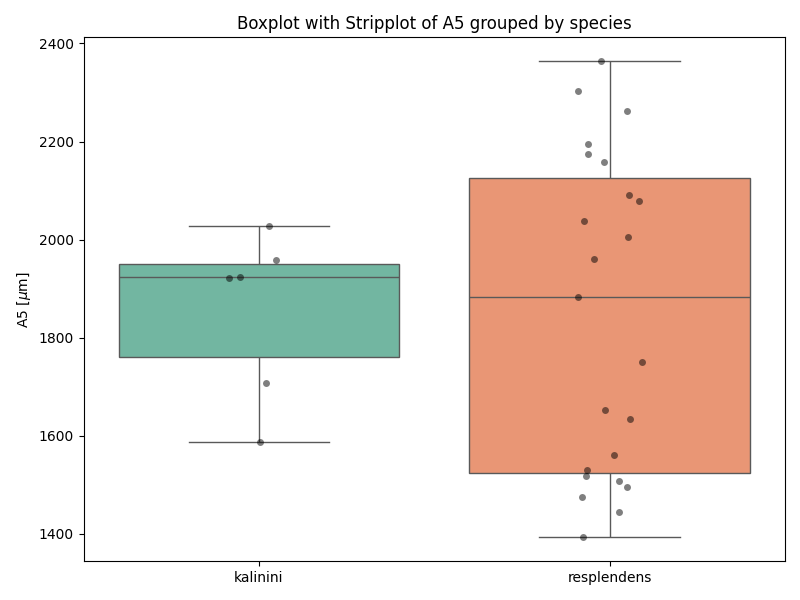 Boxplot with Stripplot of A5 grouped by species
2400
2200
2000
1800
1600
1400
A5 [μm]
kalinini
resplendens